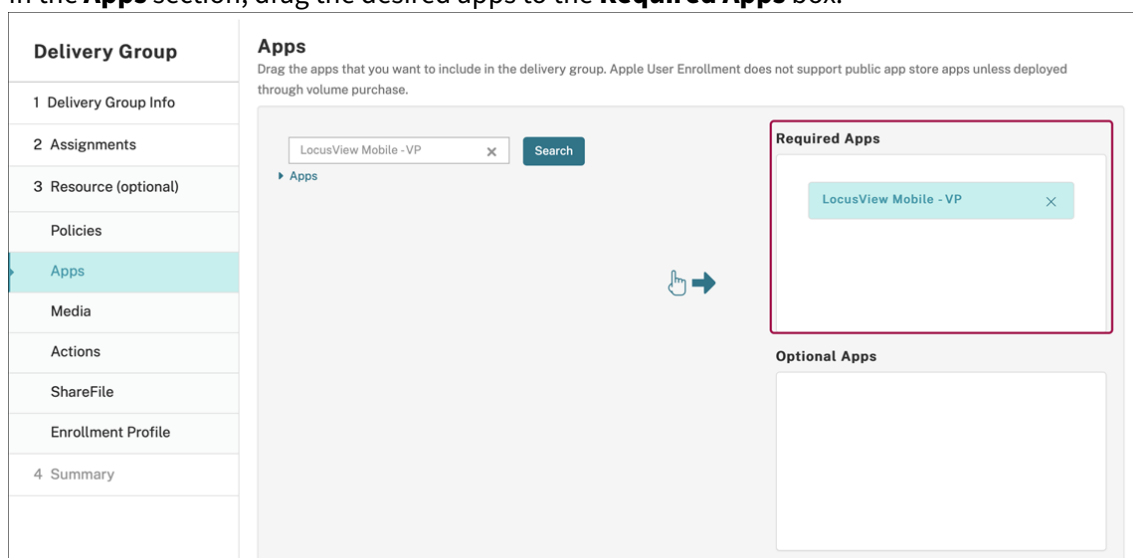 In the Apps section, drag the desired apps to the Required Apps box.
Delivery Group
1 Delivery Group Info
2 Assignments
3 Resource (optional)
Policies
Apps
Media
Actions
ShareFile
Enrollment Profile
4 Summary
Apps
Drag the apps that you want to include in the delivery group. Apple User Enrollment does not support public app store apps unless deployed
through volume purchase.
LocusView Mobile - VP
Search
Apps
Required Apps
LocusView Mobile - VP
Optional Apps